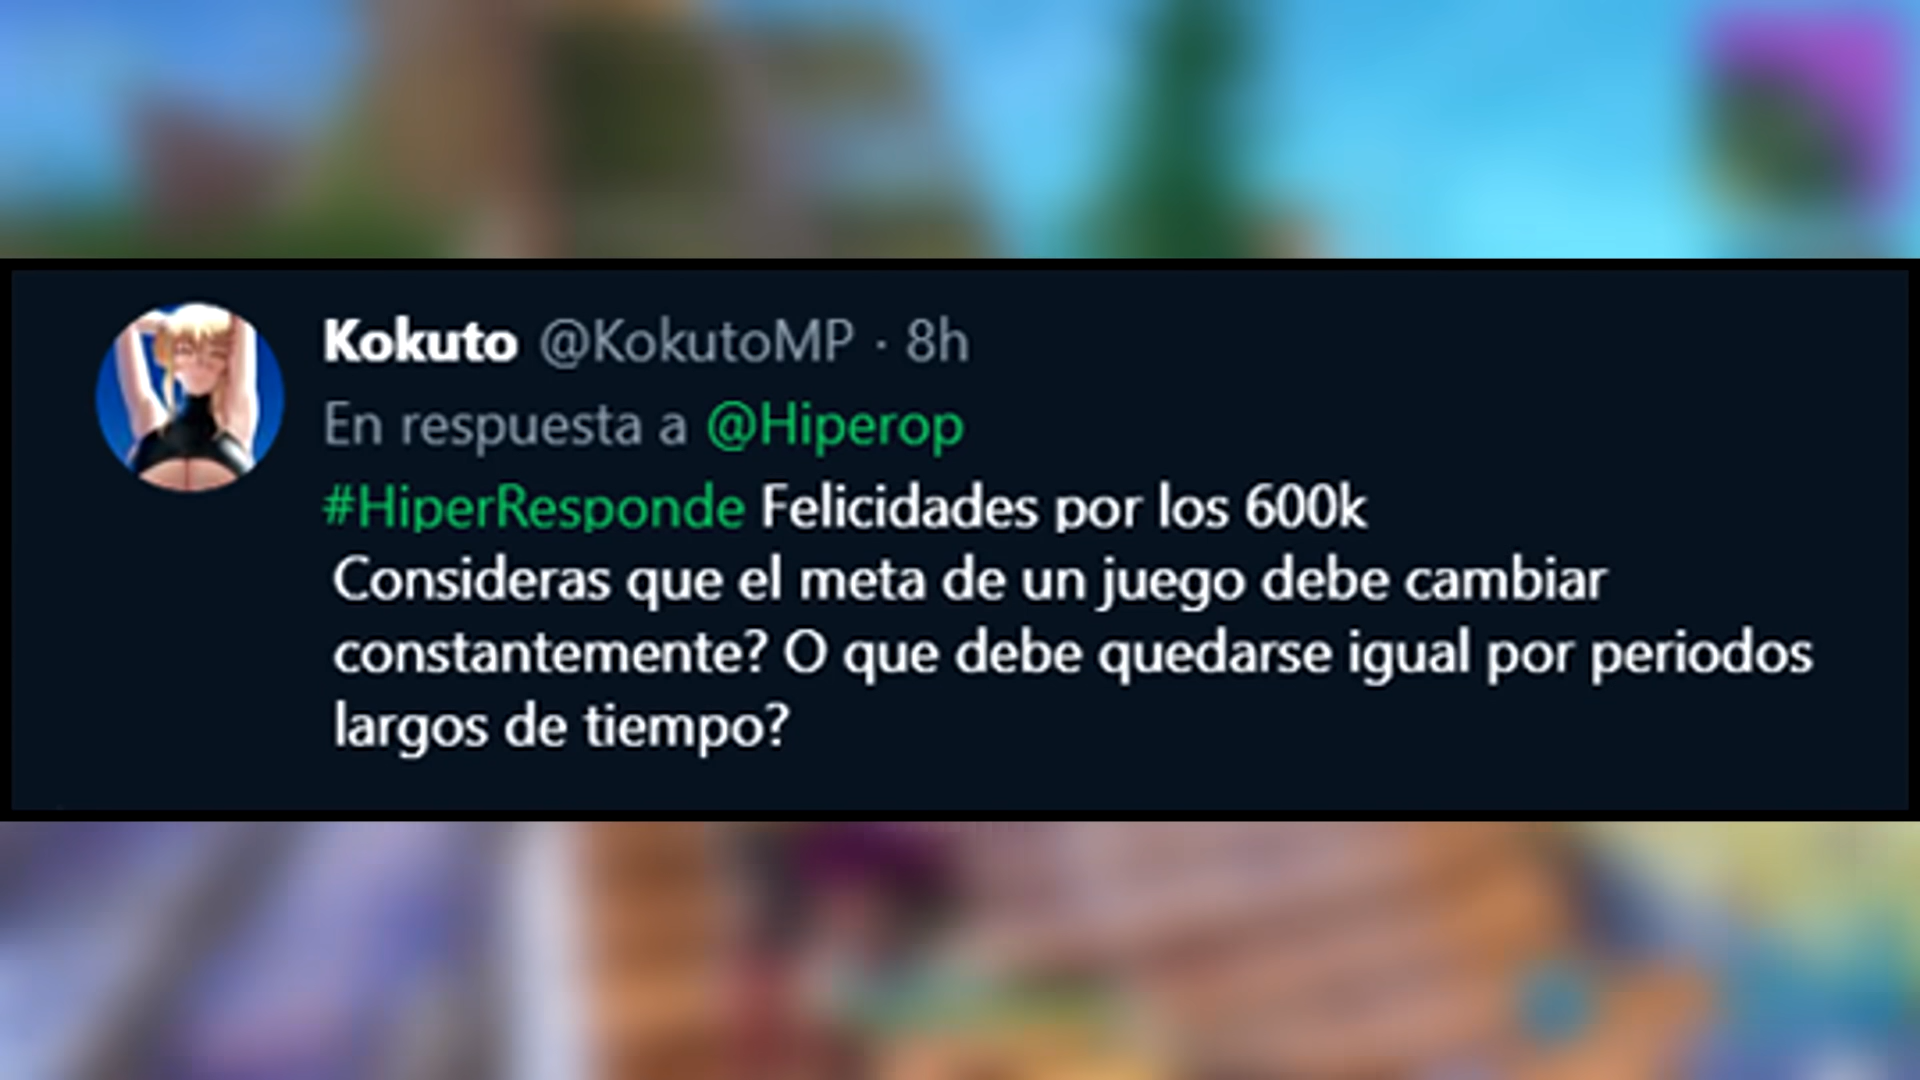 Kokuto @KokutoMP · 8h
En respuesta a @Hiperop
#HiperResponde Felicidades por los 600k
Consideras que el meta de un juego debe cambiar
constantemente? O que debe quedarse igual por periodos
largos de tiempo?